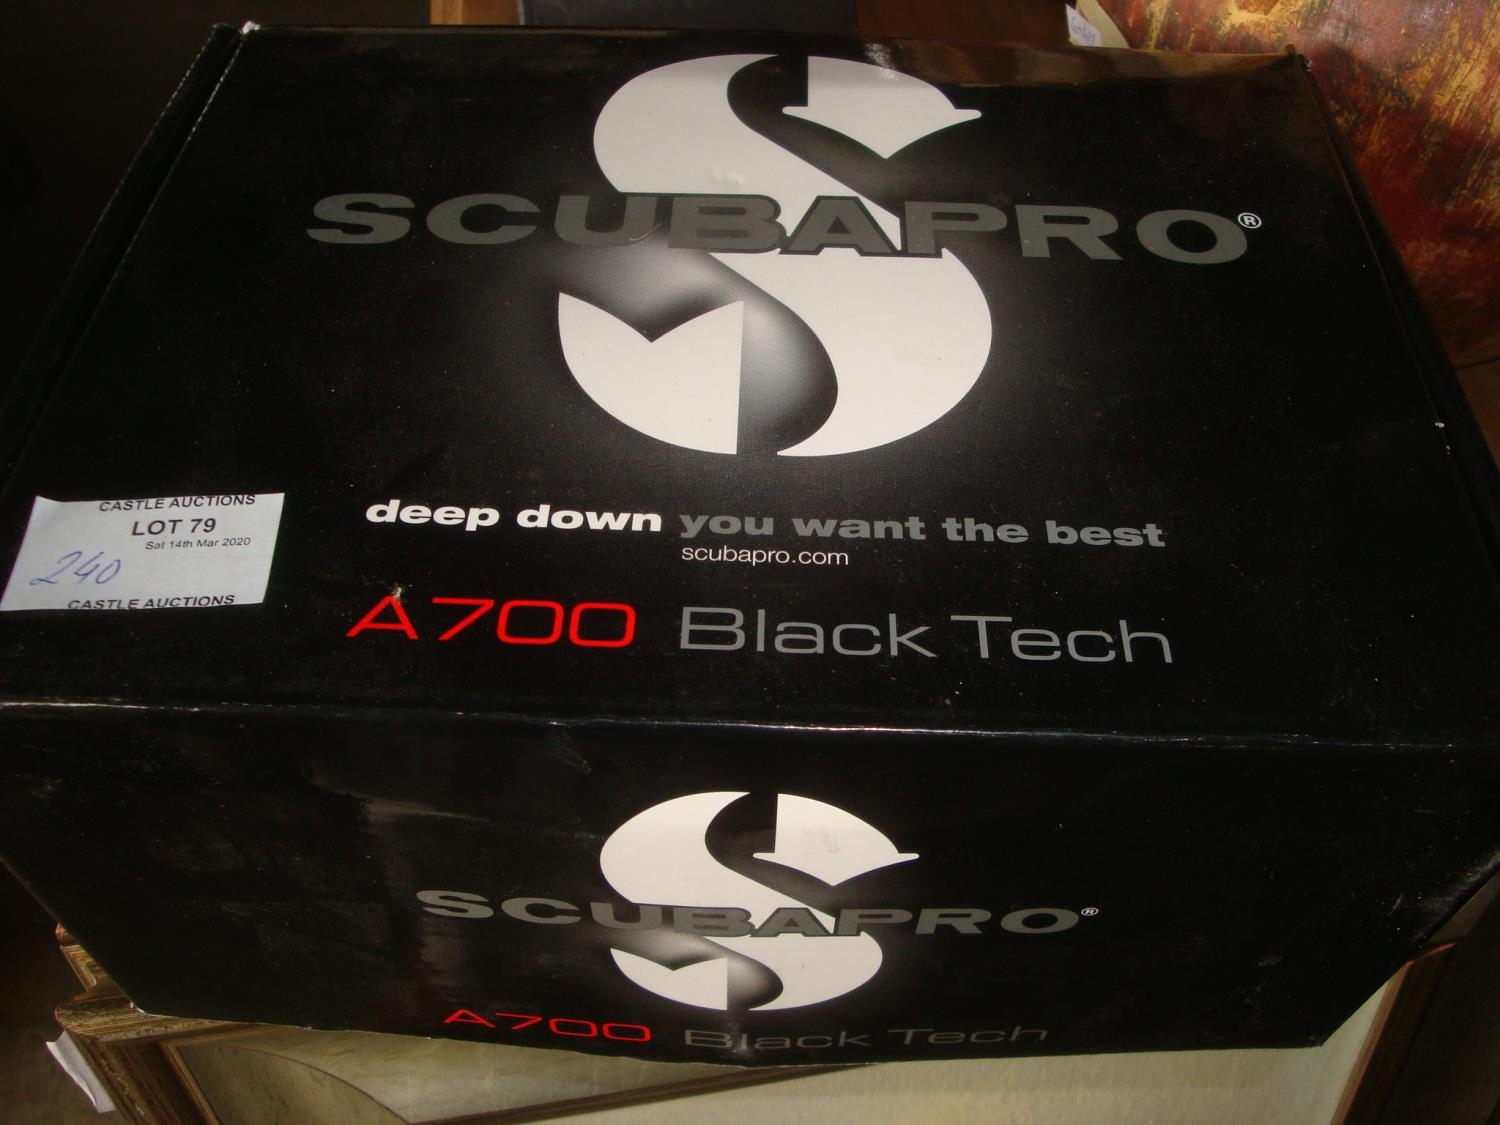 SCUBAPRO®
CASTLE AUCTIONS
LOT 79
Sat 14th Mar 2020
240
CASTLE AUCTIONS
deep down you want the best
scubapro.com
A700 Black Tech
SCUBAPRO®
A700 Black Tech